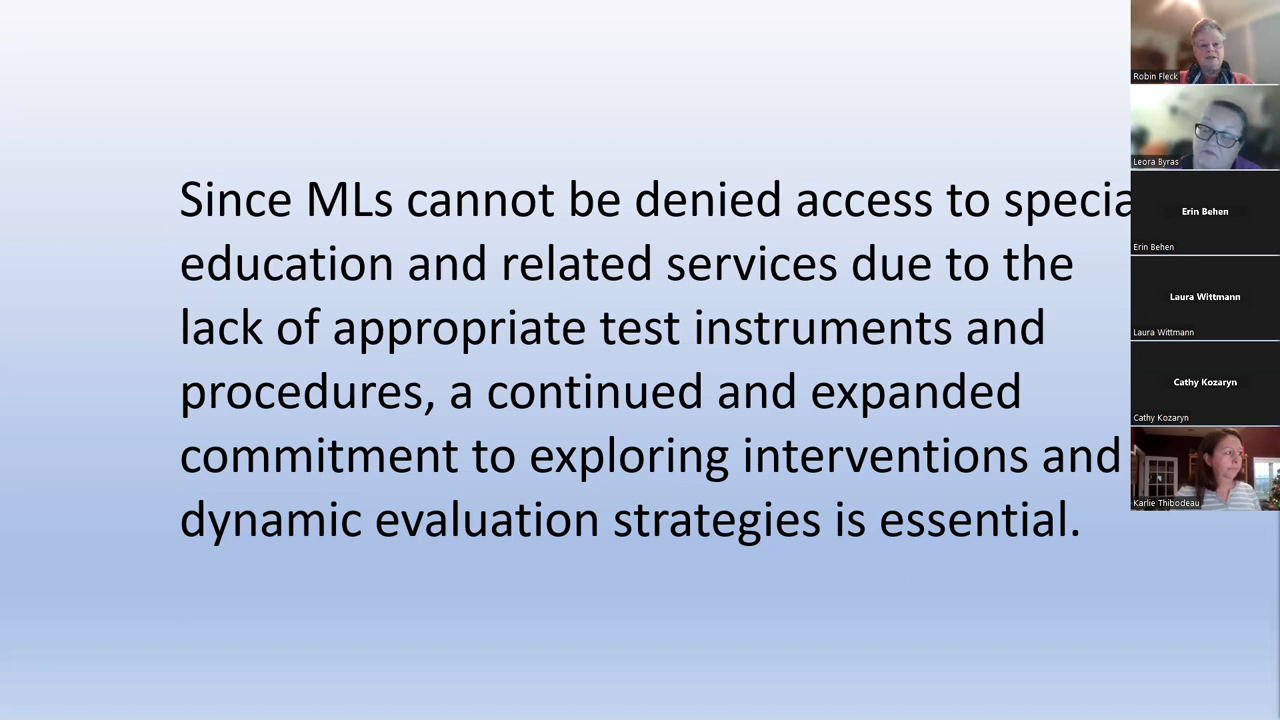 Since MLs cannot be denied access to specia
education and related services due to the
lack of appropriate test instruments and
procedures, a continued and expanded
commitment to exploring interventions and
dynamic evaluation strategies is essential.
Robin Fleck
Leora Byras
Erin Behen
Erin Behen
Laura Wittmann
Laura Wittmann
Cathy Kozaryn
Cathy Kozaryn
Karlie Thibodeau